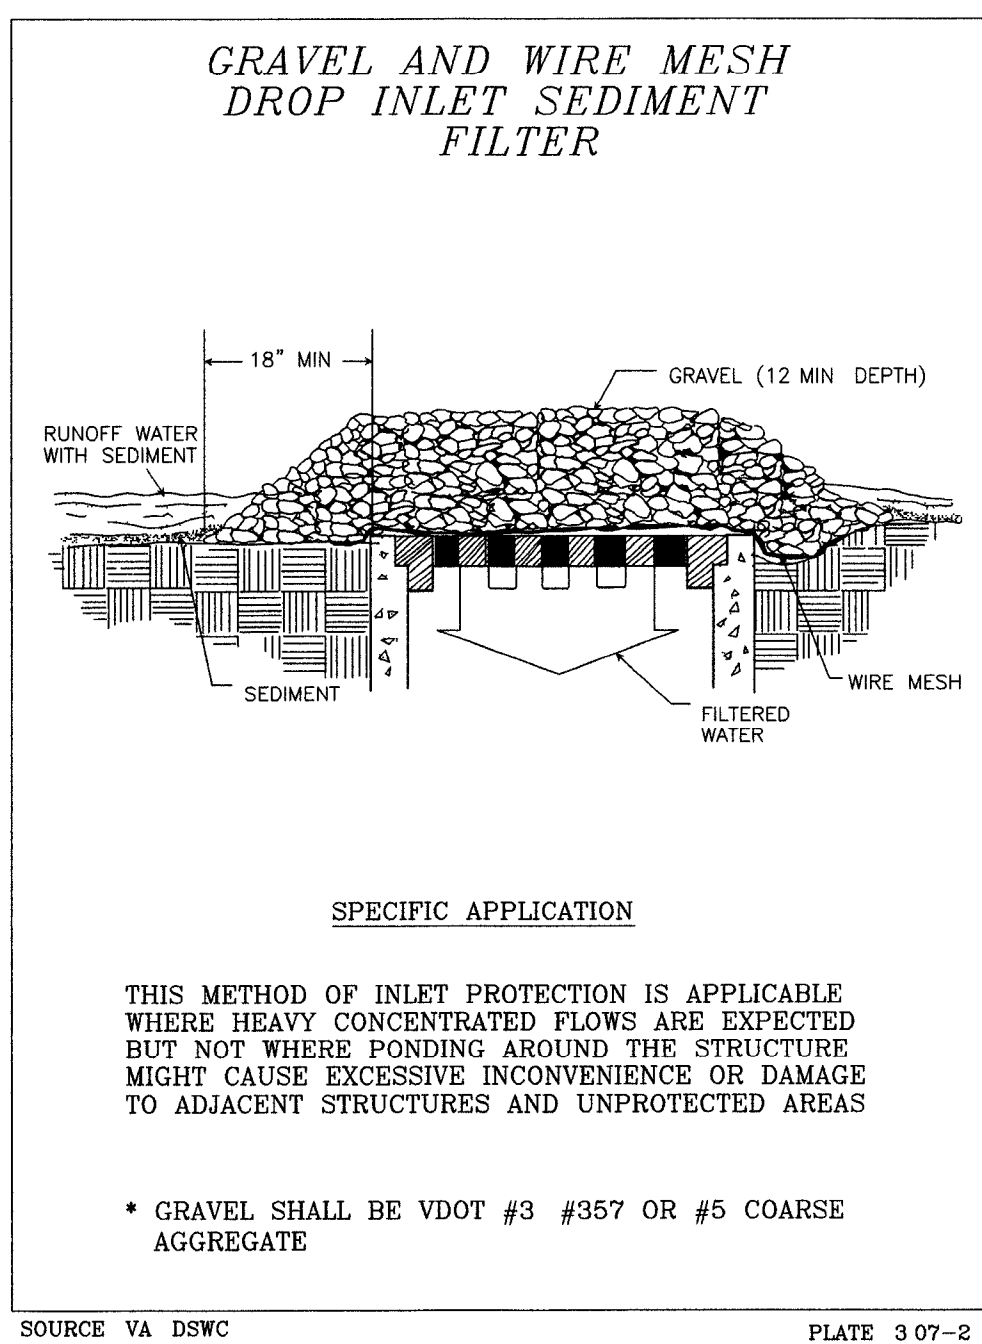 GRAVEL AND WIRE MESH
DROP INLET SEDIMENT
FILTER
18" MIN
GRAVEL (12 MIN DEPTH)
RUNOFF WATER
WITH SEDIMENT
SEDIMENT
WIRE MESH
FILTERED
WATER
SPECIFIC APPLICATION
THIS METHOD OF INLET PROTECTION IS APPLICABLE
WHERE HEAVY CONCENTRATED FLOWS ARE EXPECTED
BUT NOT WHERE PONDING AROUND THE STRUCTURE
MIGHT CAUSE EXCESSIVE INCONVENIENCE OR DAMAGE
TO ADJACENT STRUCTURES AND UNPROTECTED AREAS
* GRAVEL SHALL BE VDOT #3 #357 OR #5 COARSE
AGGREGATE
SOURCE VA DSWC
PLATE 3 07-2